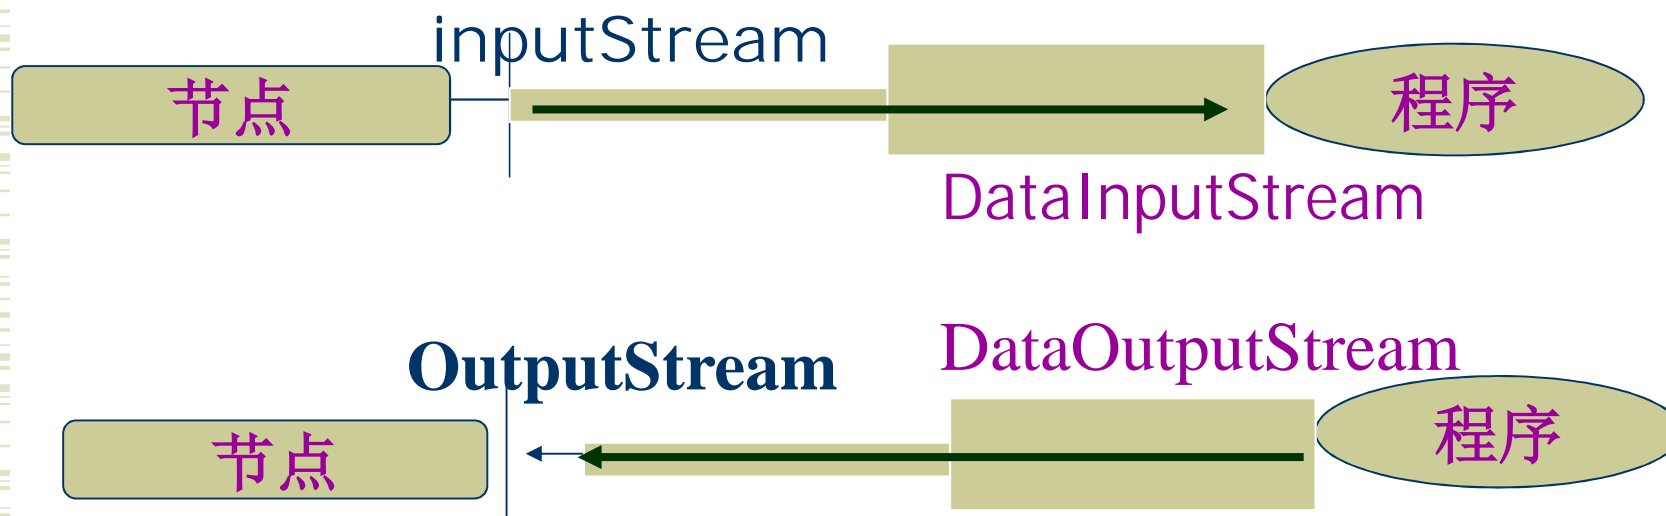 inputStream
节点
程序
DataInputStream
DataOutputStream
OutputStream
节点
程序